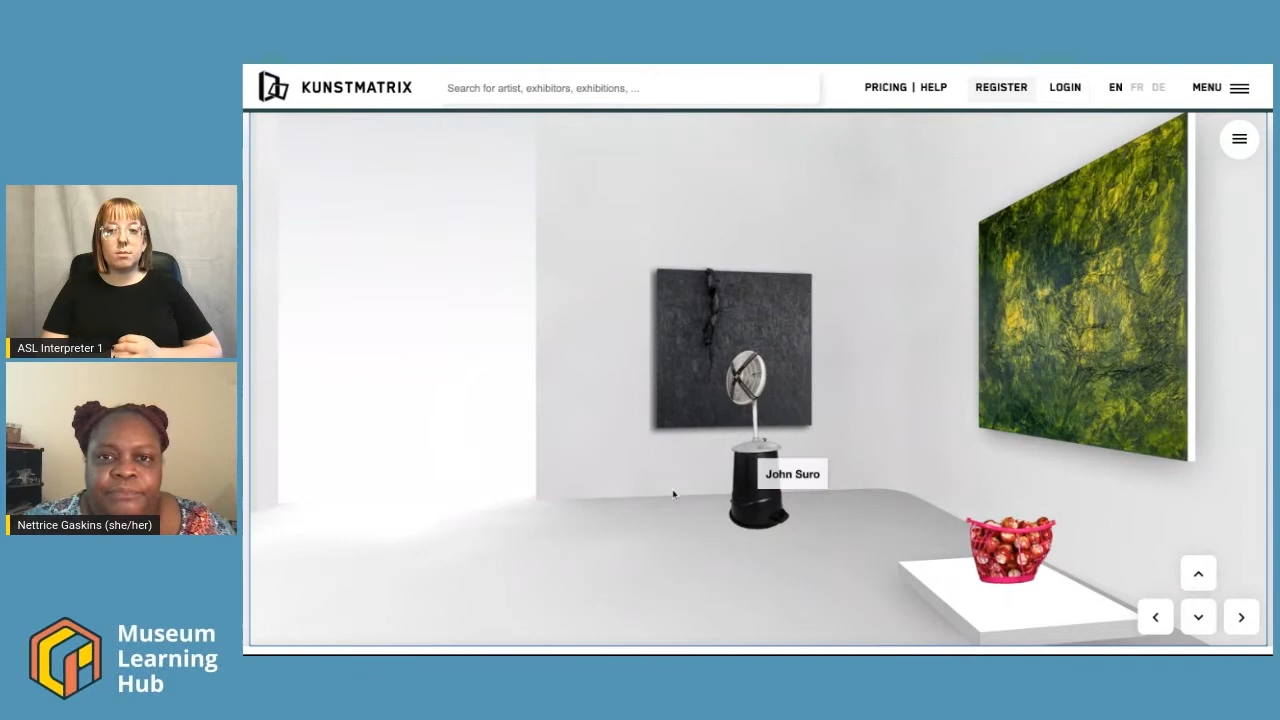 KUNSTMATRIX
Search for artist, exhibitors, exhibitions, ...
PRICING | HELP
REGISTER
LOGIN
EN FR DE
MENU
John Suro
ASL Interpreter 1
Nettrice Gaskins (she/her)
Museum
Learning
Hub